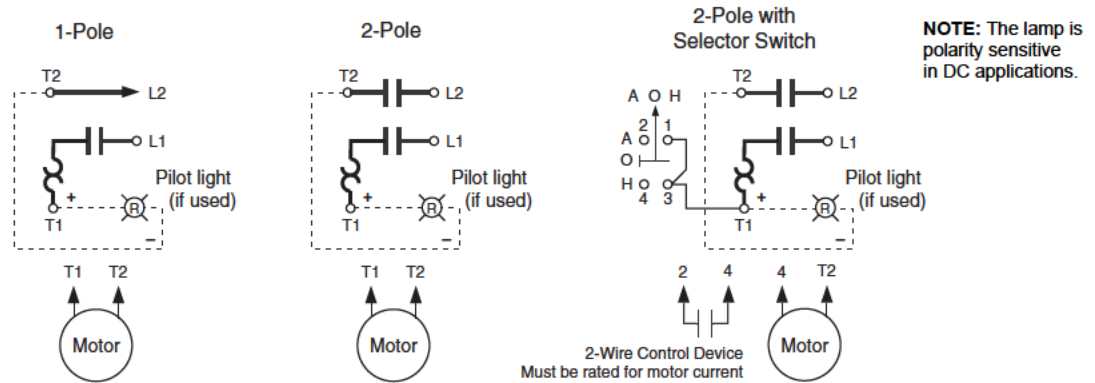 1-Pole
T2
L2
L1
+
Pilot light
(if used)
R
T1
–
T1 T2
Motor
2-Pole
T2
L2
L1
+
Pilot light
(if used)
R
T1
–
T1 T2
Motor
2-Pole with
Selector Switch
T2
A O H
L2
2 1
A
L1
O
H
4 3
+
Pilot light
(if used)
R
T1
–
2 4 4 T2
Motor
2-Wire Control Device
Must be rated for motor current
NOTE: The lamp is
polarity sensitive
in DC applications.